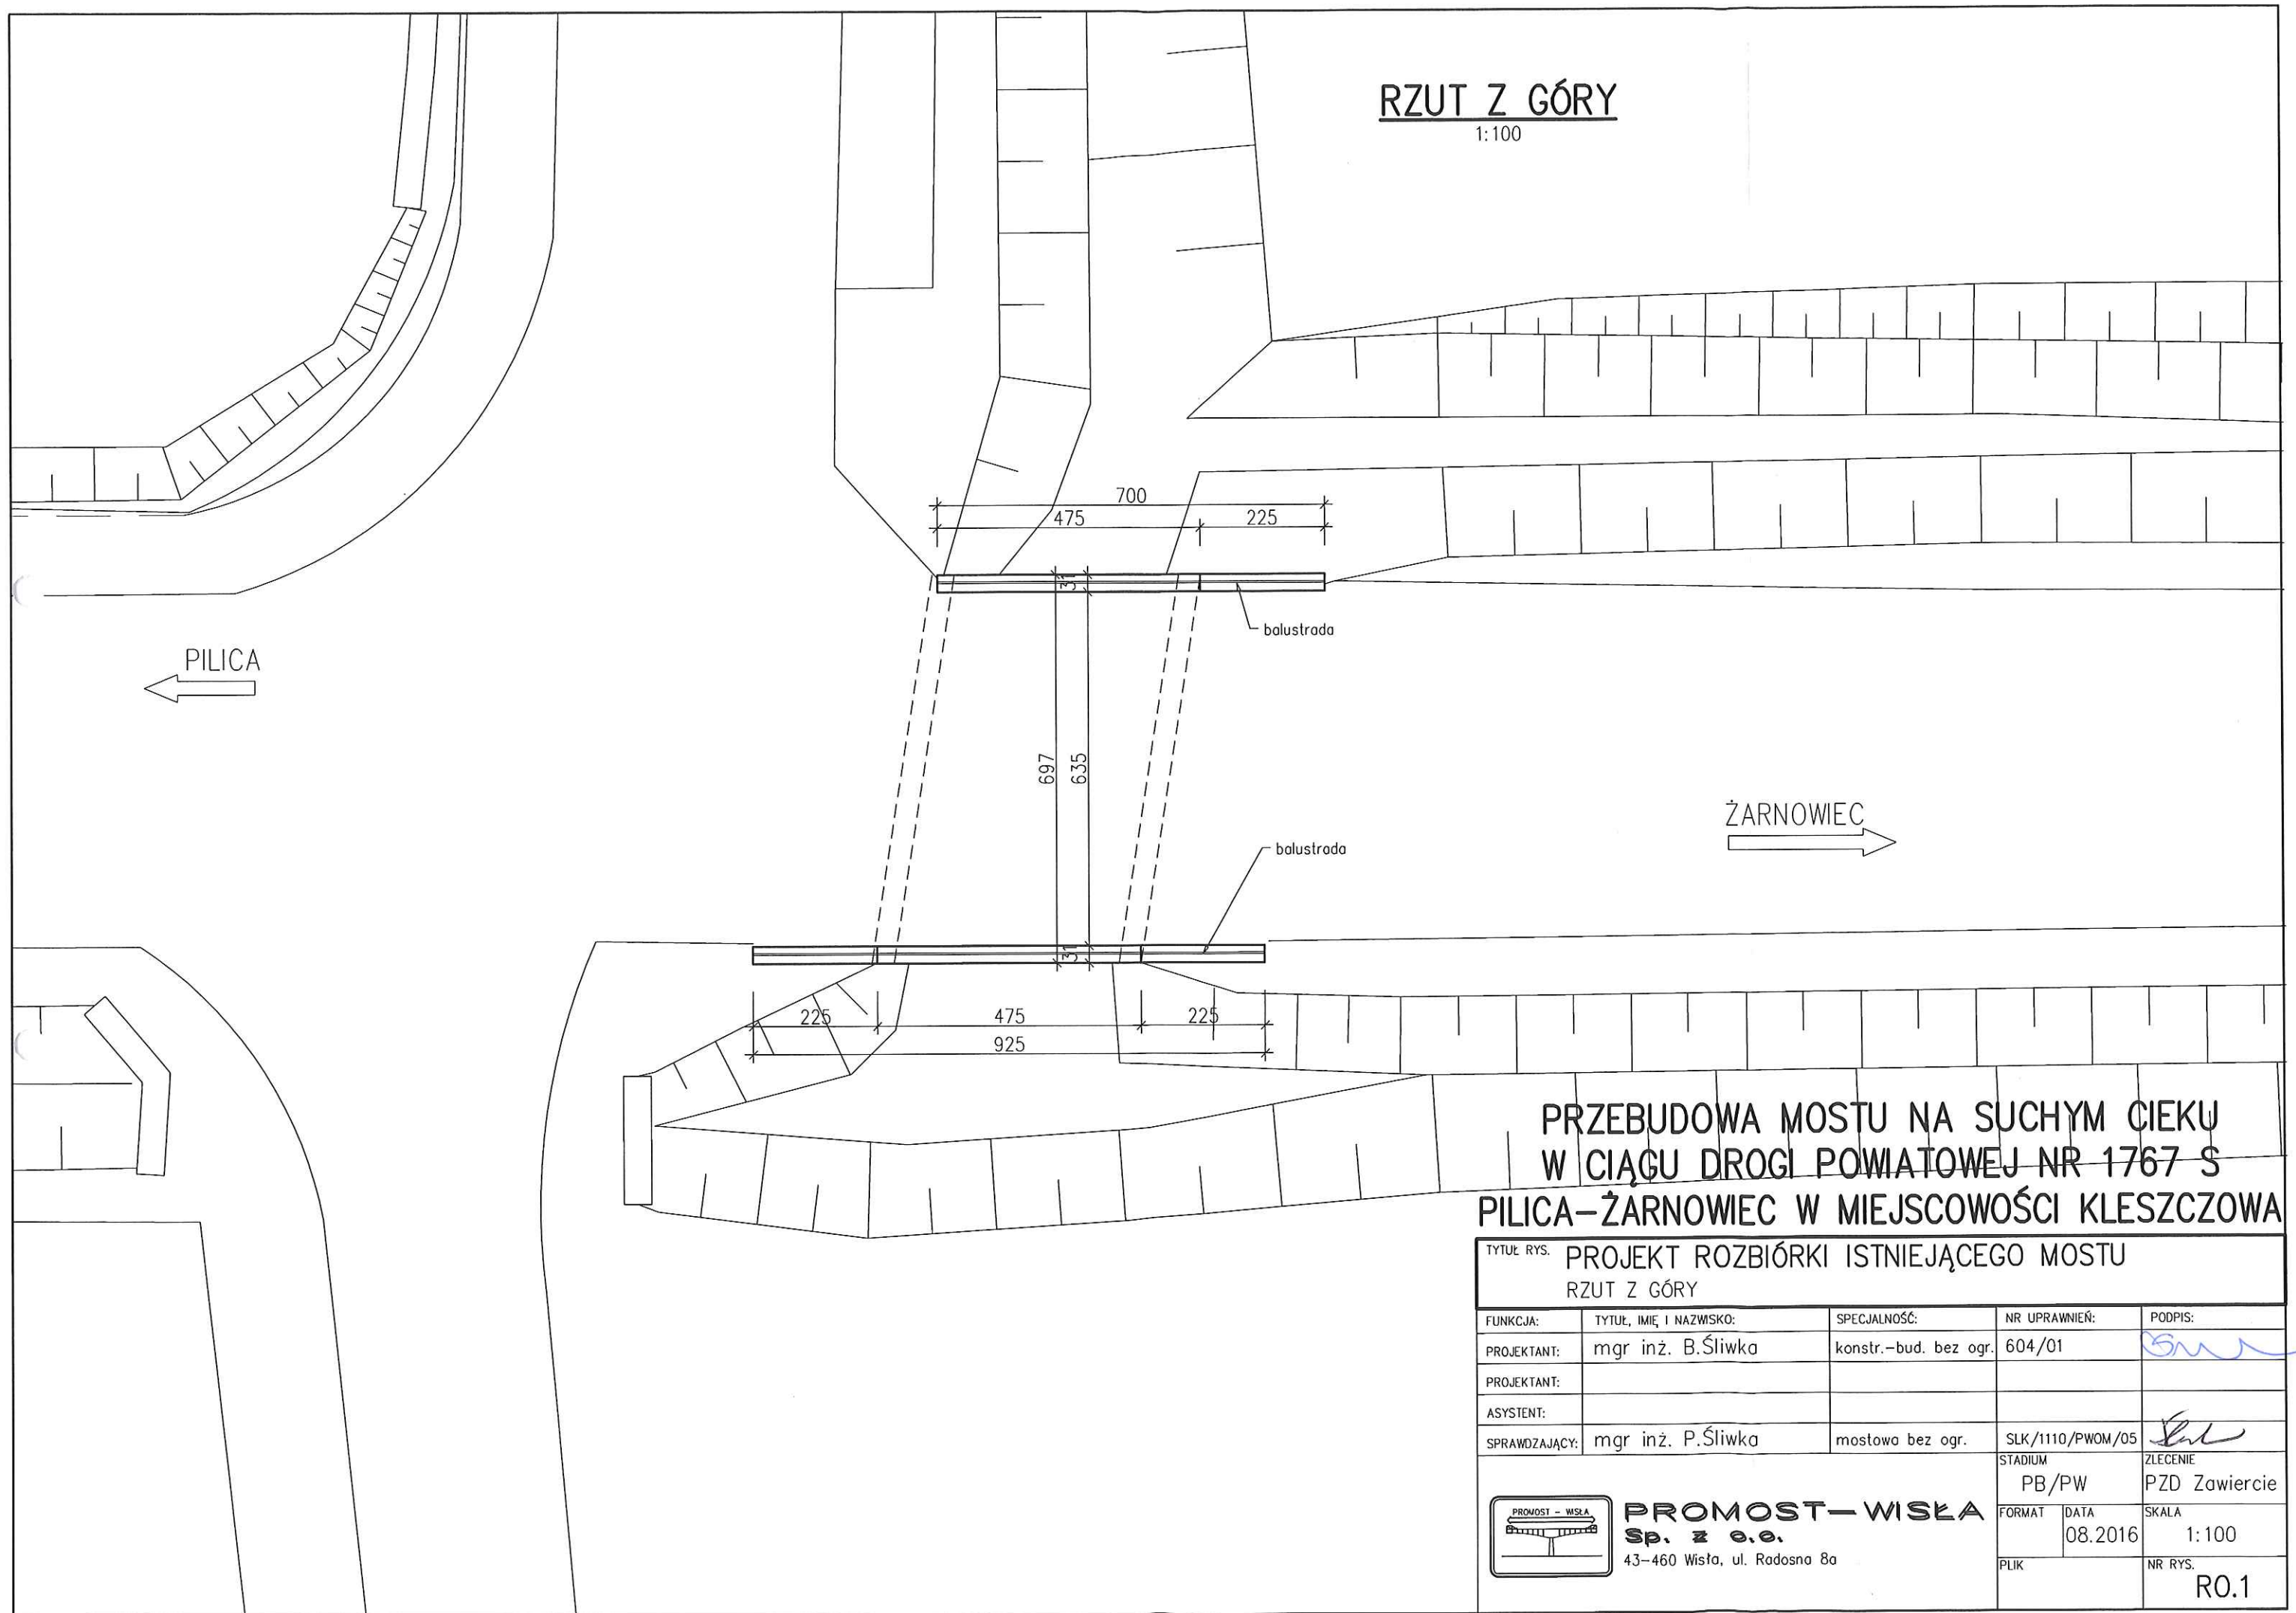 RZUT Z GÓRY
1:100
700
475
225
31
balustrada
PILICA
697
635
ŻARNOWIEC
balustrada
31
225
475
225
925
PRZEBUDOWA MOSTU NA SUCHYM CIEKU
W CIĄGU DROGI POWIATOWEJ NR 1767 S
PILICA-ŻARNOWIEC W MIEJSCOWOŚCI KLESZCZOWA
TYTUŁ RYS. PROJEKT ROZBIÓRKI ISTNIEJĄCEGO MOSTU
RZUT Z GÓRY
FUNKCJA: TYTUŁ, IMIĘ I NAZWISKO: SPECJALNOŚĆ: NR UPRAWNIEŃ: PODPIS:
PROJEKTANT: mgr inż. B.Śliwka konstr.-bud. bez ogr. 604/01
PROJEKTANT:
ASYSTENT:
SPRAWDZAJĄCY: mgr inż. P.Śliwka mostowa bez ogr. SLK/1110/PWOM/05
STADIUM ZLECENIE
PB/PW PZD Zawiercie
PROMOST - WISŁA
PROMOST-WISŁA
Sp. z o.o.
43-460 Wisła, ul. Radosna 8a
FORMAT DATA SKALA
08.2016 1:100
PLIK NR RYS.
RO.1